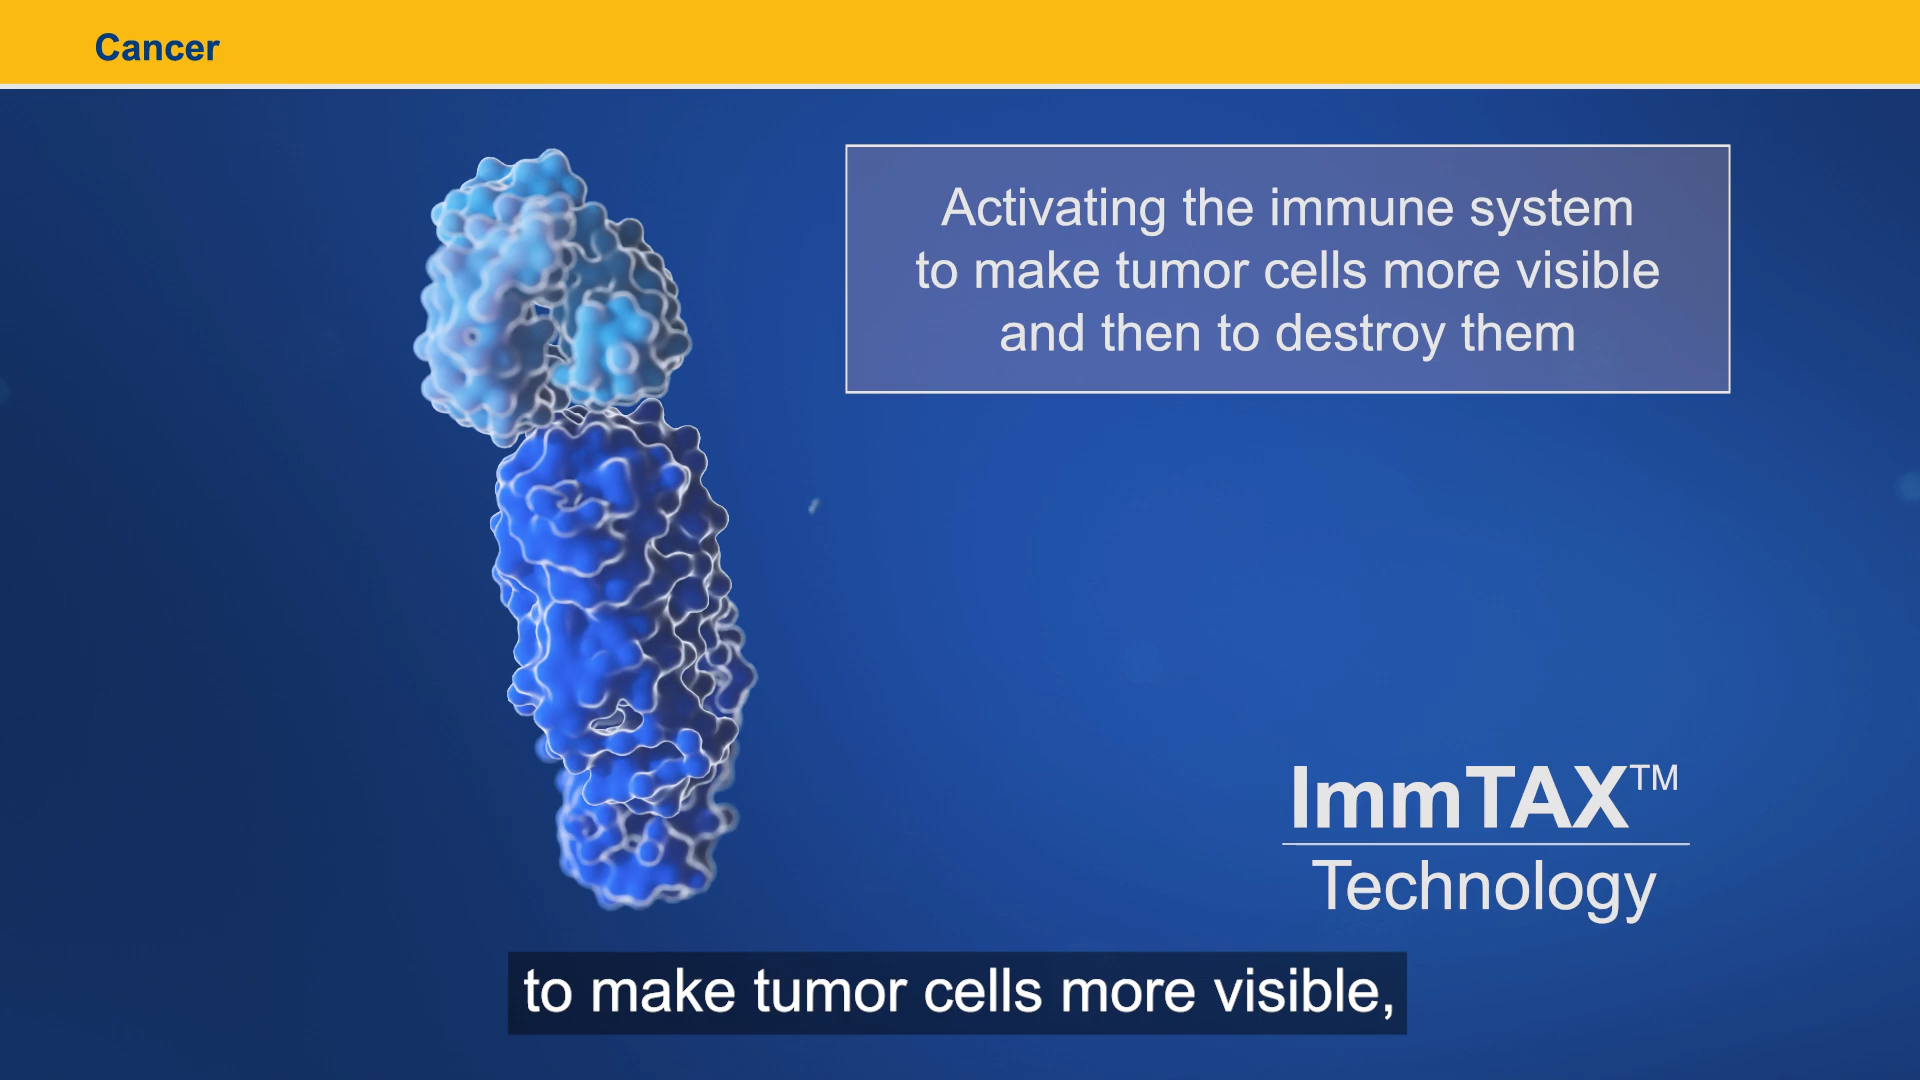 Cancer
Activating the immune system
to make tumor cells more visible
and then to destroy them
ImmTAX™
Technology
to make tumor cells more visible,